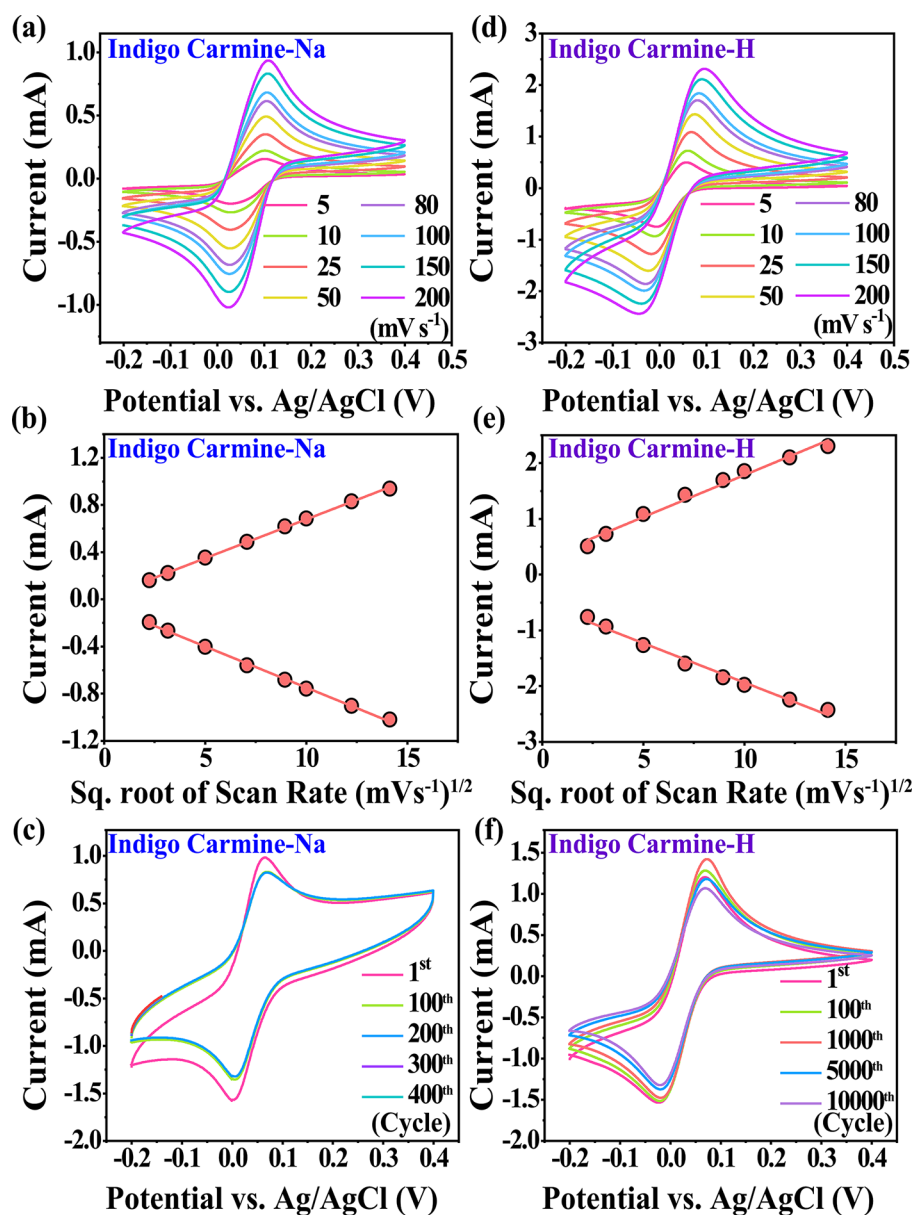 (a)
Indigo Carmine-Na
1.0
0.5
0.0
-0.5
-1.0
Current (mA)
5
10
25
50
80
100
150
200
(mV s⁻¹)
-0.2 -0.1 0.0 0.1 0.2 0.3 0.4 0.5
Potential vs. Ag/AgCl (V)
(d)
Indigo Carmine-H
3
2
1
0
-1
-2
-3
Current (mA)
5
10
25
50
80
100
150
200
(mV s⁻¹)
-0.2 -0.1 0.0 0.1 0.2 0.3 0.4 0.5
Potential vs. Ag/AgCl (V)
(b)
Indigo Carmine-Na
1.2
0.8
0.4
0.0
-0.4
-0.8
-1.2
Current (mA)
0 5 10 15
Sq. root of Scan Rate (mVs⁻¹)¹/²
(e)
Indigo Carmine-H
2
1
0
-1
-2
-3
Current (mA)
0 5 10 15
Sq. root of Scan Rate (mVs⁻¹)¹/²
(c)
Indigo Carmine-Na
1.0
0.5
0.0
-0.5
-1.0
-1.5
-2.0
Current (mA)
1st
100th
200th
300th
400th
(Cycle)
-0.2 -0.1 0.0 0.1 0.2 0.3 0.4
Potential vs. Ag/AgCl (V)
(f)
Indigo Carmine-H
1.5
1.0
0.5
0.0
-0.5
-1.0
-1.5
-2.0
Current (mA)
1st
100th
1000th
5000th
10000th
(Cycle)
-0.2 -0.1 0.0 0.1 0.2 0.3 0.4
Potential vs. Ag/AgCl (V)